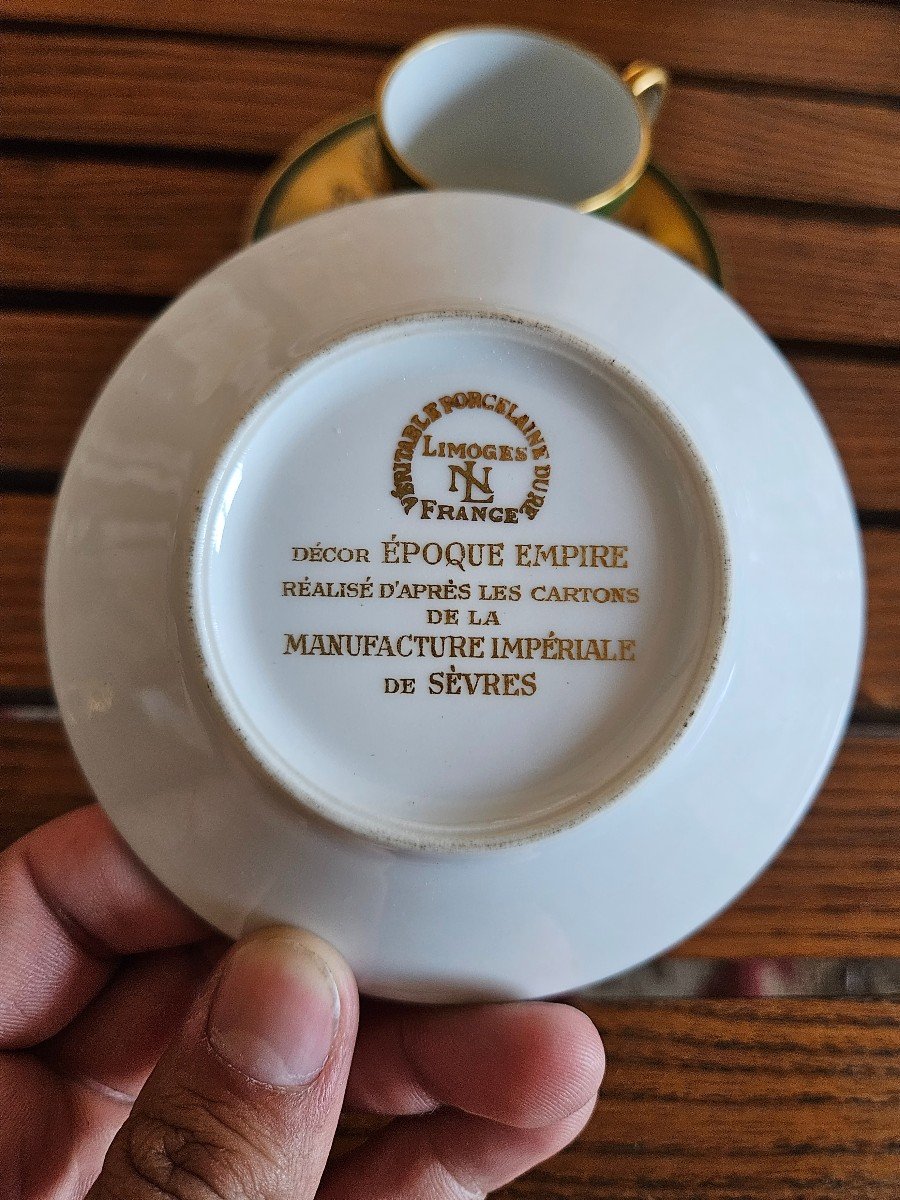 VÉRITABLE PORCELAINE DURE
LIMOGES
NL
FRANCE
DÉCOR ÉPOQUE EMPIRE
RÉALISÉ D'APRÈS LES CARTONS
DE LA
MANUFACTURE IMPÉRIALE
DE SÈVRES